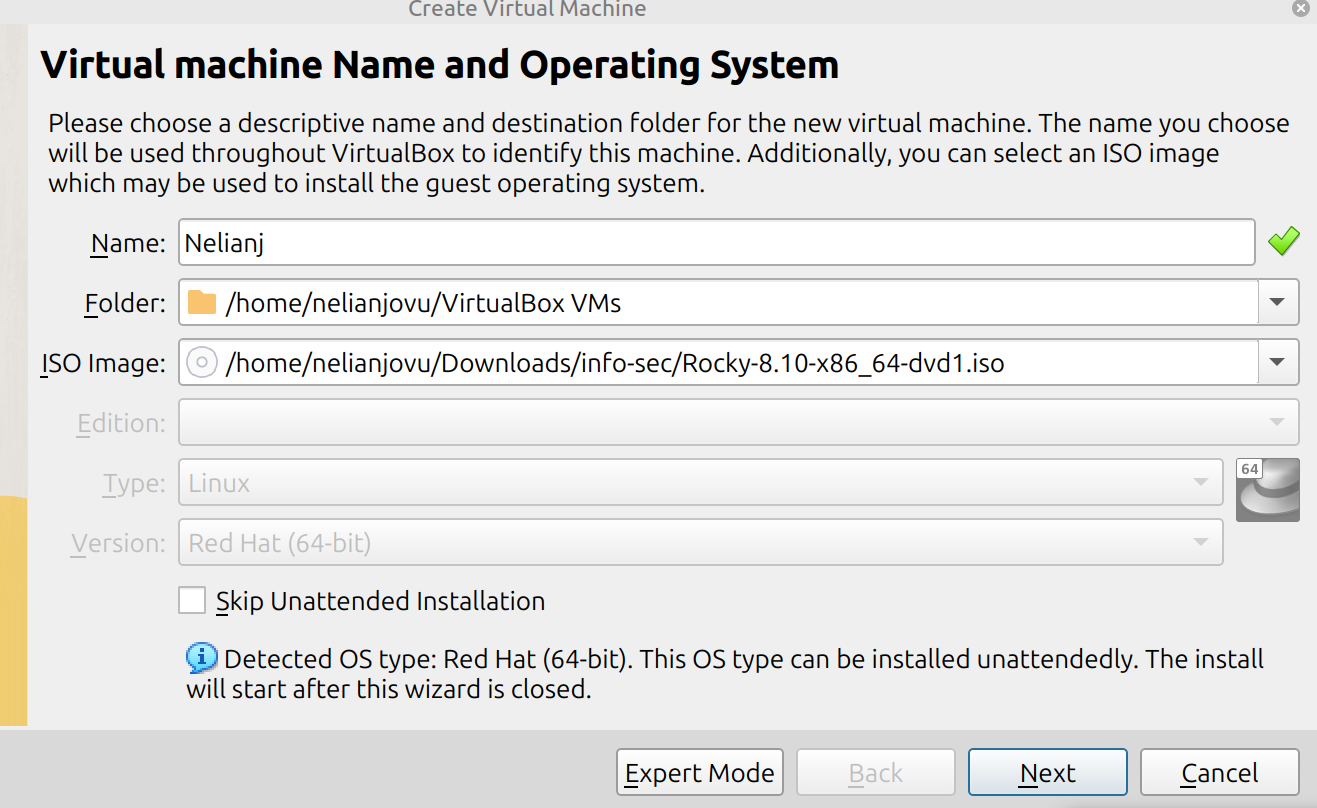 Create Virtual Machine
Virtual machine Name and Operating System
Please choose a descriptive name and destination folder for the new virtual machine. The name you choose
will be used throughout VirtualBox to identify this machine. Additionally, you can select an ISO image
which may be used to install the guest operating system.
Name: Nelianj
Folder: /home/nelianjovu/VirtualBox VMs
ISO Image: /home/nelianjovu/Downloads/info-sec/Rocky-8.10-x86_64-dvd1.iso
Edition:
Type: Linux 64
Version: Red Hat (64-bit)
Skip Unattended Installation
Detected OS type: Red Hat (64-bit). This OS type can be installed unattendedly. The install
will start after this wizard is closed.
Expert Mode Back Next Cancel